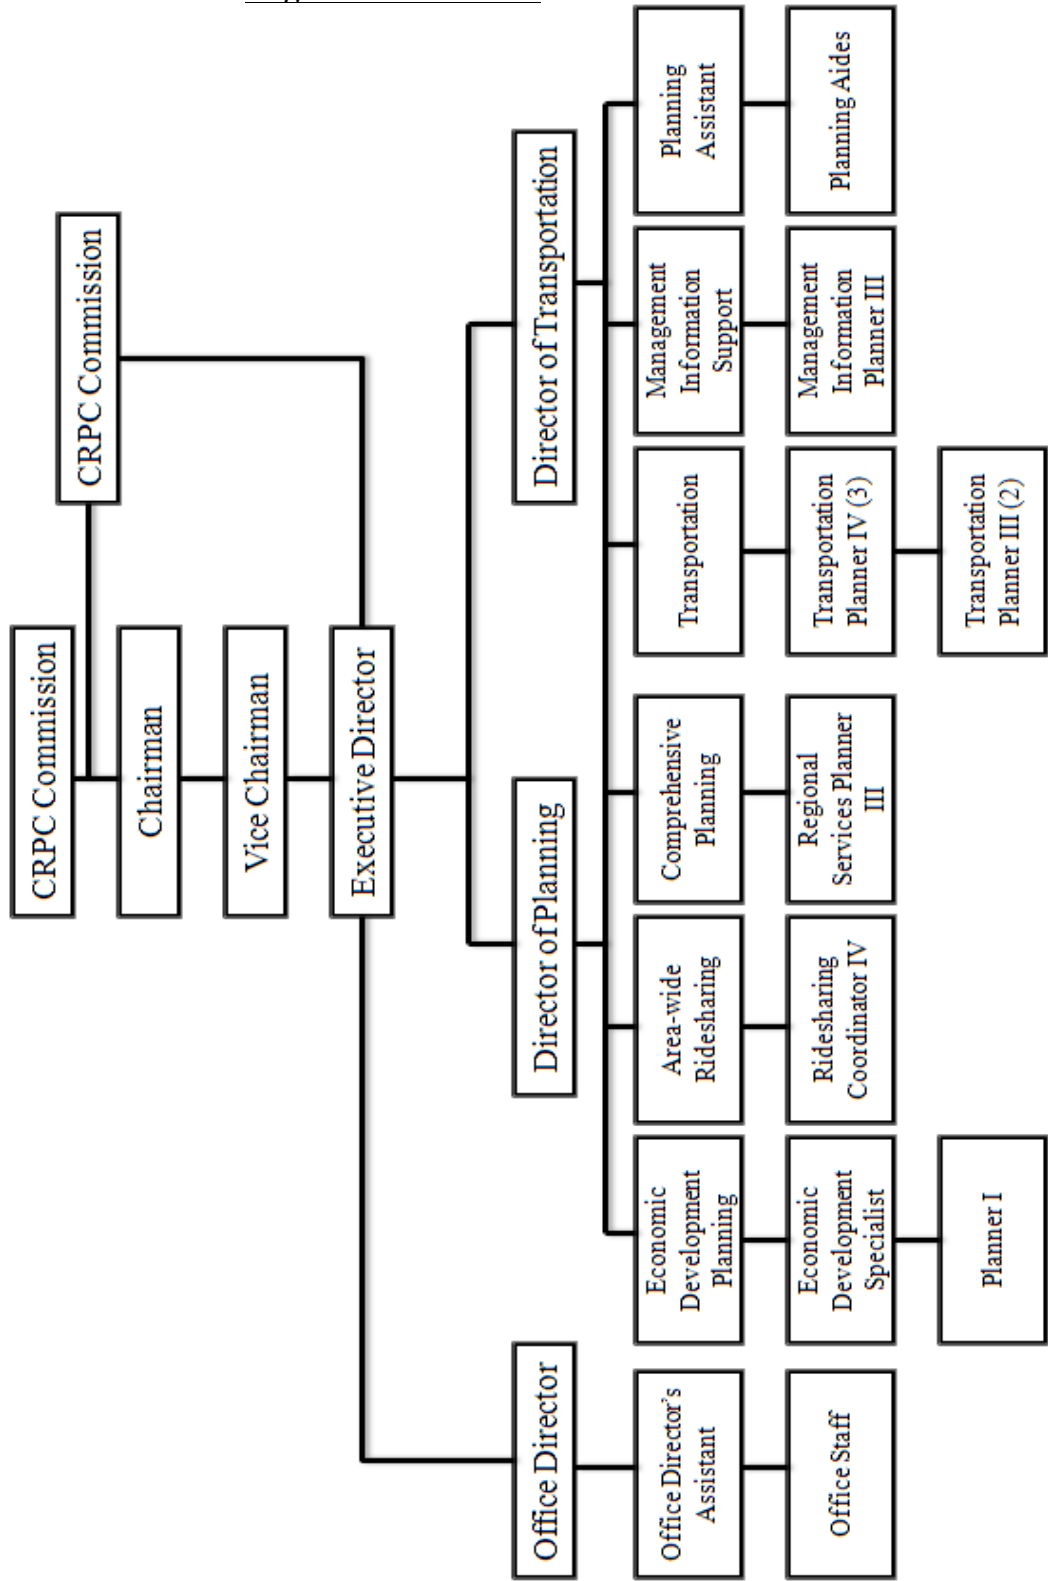 CRPC Commission
CRPC Commission
Chairman
Vice Chairman
Executive Director
Office Director
Director of Planning
Director of Transportation
Office Director's
Assistant
Economic
Development
Planning
Area-wide
Ridesharing
Comprehensive
Planning
Transportation
Management
Information
Support
Planning
Assistant
Office Staff
Economic
Development
Specialist
Ridesharing
Coordinator IV
Regional
Services Planner
III
Transportation
Planner IV (3)
Management
Information
Planner III
Planning Aides
Planner I
Transportation
Planner III (2)